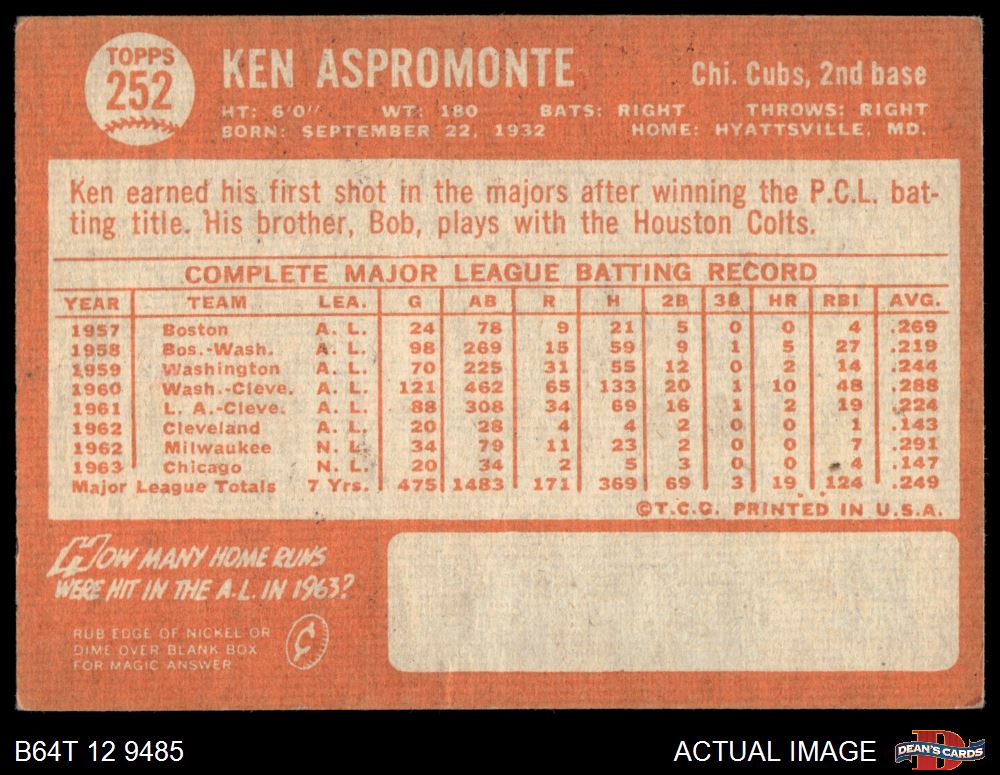 TOPPS
252
KEN ASPROMONTE
Chi. Cubs, 2nd base
HT: 6'0" WT: 180 BATS: RIGHT THROWS: RIGHT
BORN: SEPTEMBER 22, 1932 HOME: HYATTSVILLE, MD.
Ken earned his first shot in the majors after winning the P.C.L. bat-
ting title. His brother, Bob, plays with the Houston Colts.
COMPLETE MAJOR LEAGUE BATTING RECORD
YEAR TEAM LEA. G AB R H 2B 3B HR RBI AVG.
1957 Boston A. L. 24 78 9 21 5 0 0 4 .269
1958 Bos.-Wash. A. L. 98 269 15 59 9 1 5 27 .219
1959 Washington A. L. 70 225 31 55 12 0 2 14 .244
1960 Wash.-Cleve. A. L. 121 462 65 133 20 1 10 48 .288
1961 L. A.-Cleve. A. L. 88 308 34 69 16 1 2 19 .224
1962 Cleveland A. L. 20 28 4 4 2 0 0 1 .143
1962 Milwaukee N. L. 34 79 11 23 2 0 0 7 .291
1963 Chicago N. L. 20 34 2 5 3 0 0 4 .147
Major League Totals 7 Yrs. 475 1483 171 369 69 3 19 124 .249
©T.C.G. PRINTED IN U.S.A.
HOW MANY HOME RUNS
WERE HIT IN THE A.L. IN 1963?
RUB EDGE OF NICKEL OR
DIME OVER BLANK BOX
FOR MAGIC ANSWER
B64T 12 9485
ACTUAL IMAGE
D
DEAN'S CARDS